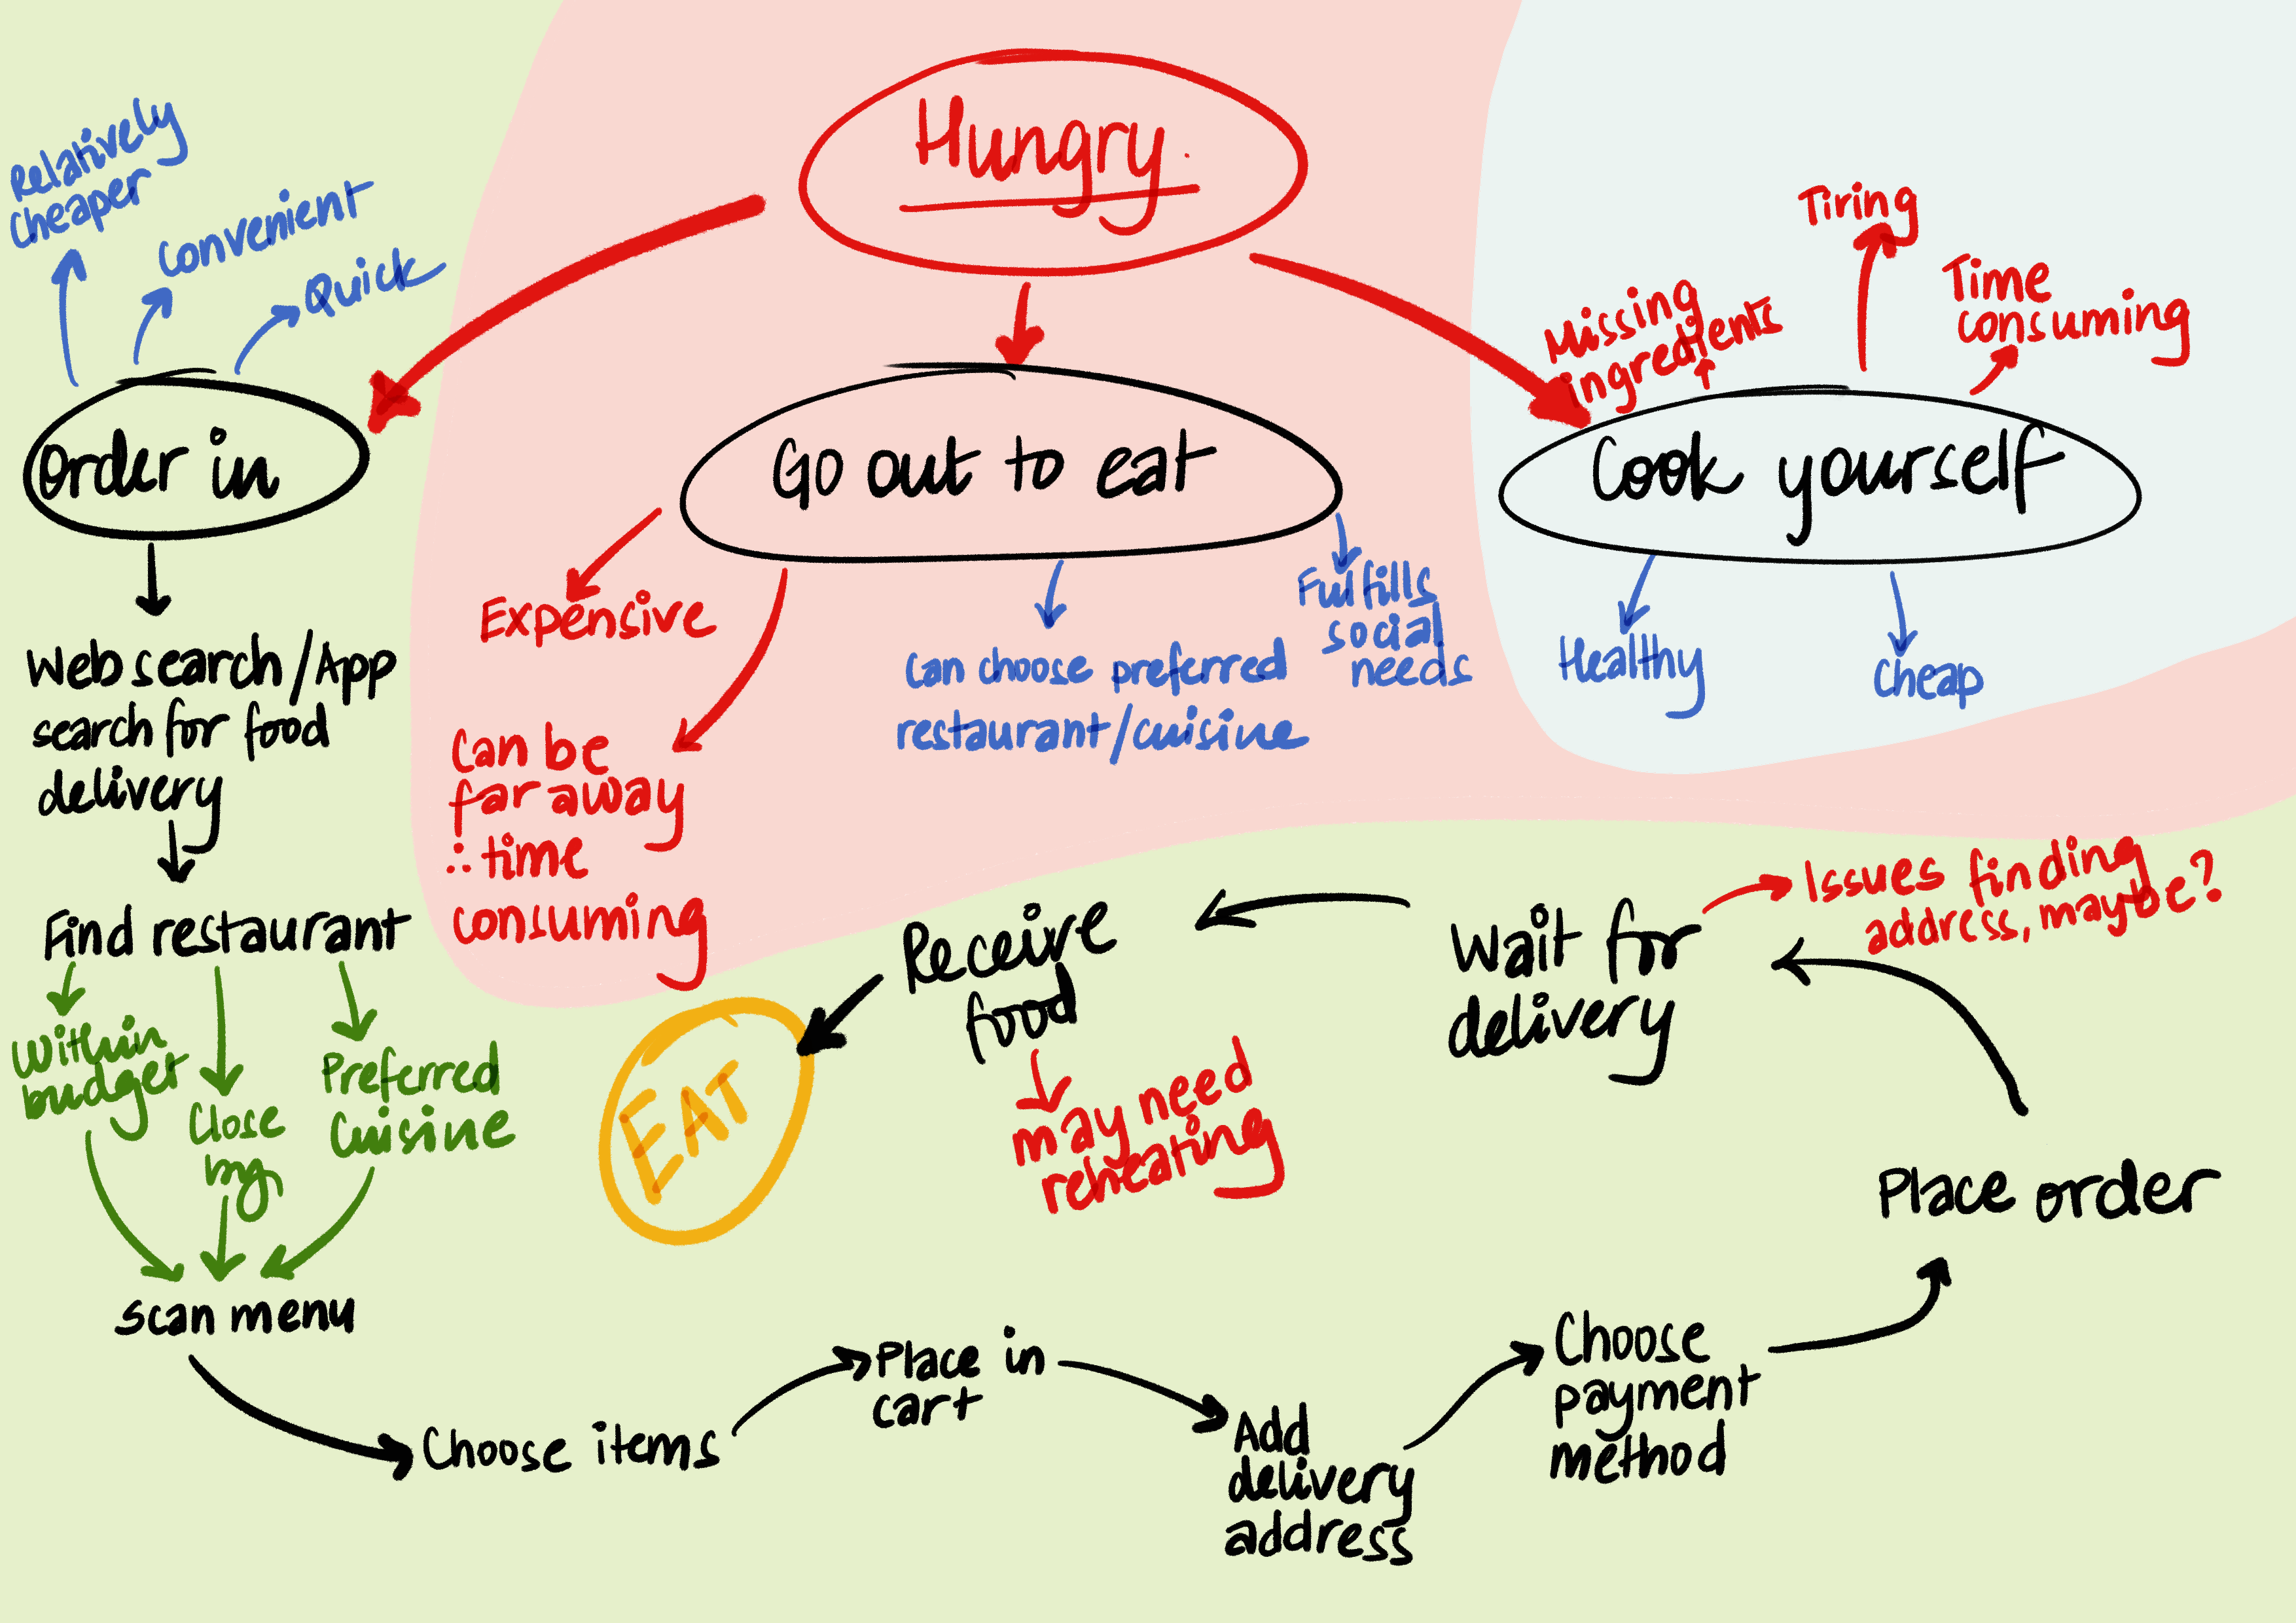 Hungry
Relatively
cheaper
Convenient
Quick
Order in
Go out to eat
Cook yourself
Missing
ingredients
Tiring
Time
consuming
Expensive
Can be
far away
∴ time
consuming
Can choose preferred
restaurant/cuisine
Fulfills
social
needs
Healthy
Cheap
Web search/App
search for food
delivery
Find restaurant
Within
budget
Close
by
Preferred
Cuisine
Scan menu
Choose items
Place in
cart
Add
delivery
address
Choose
payment
method
Place order
Wait for
delivery
Issues finding
address, maybe?
Receive
food
may need
reheating
EAT